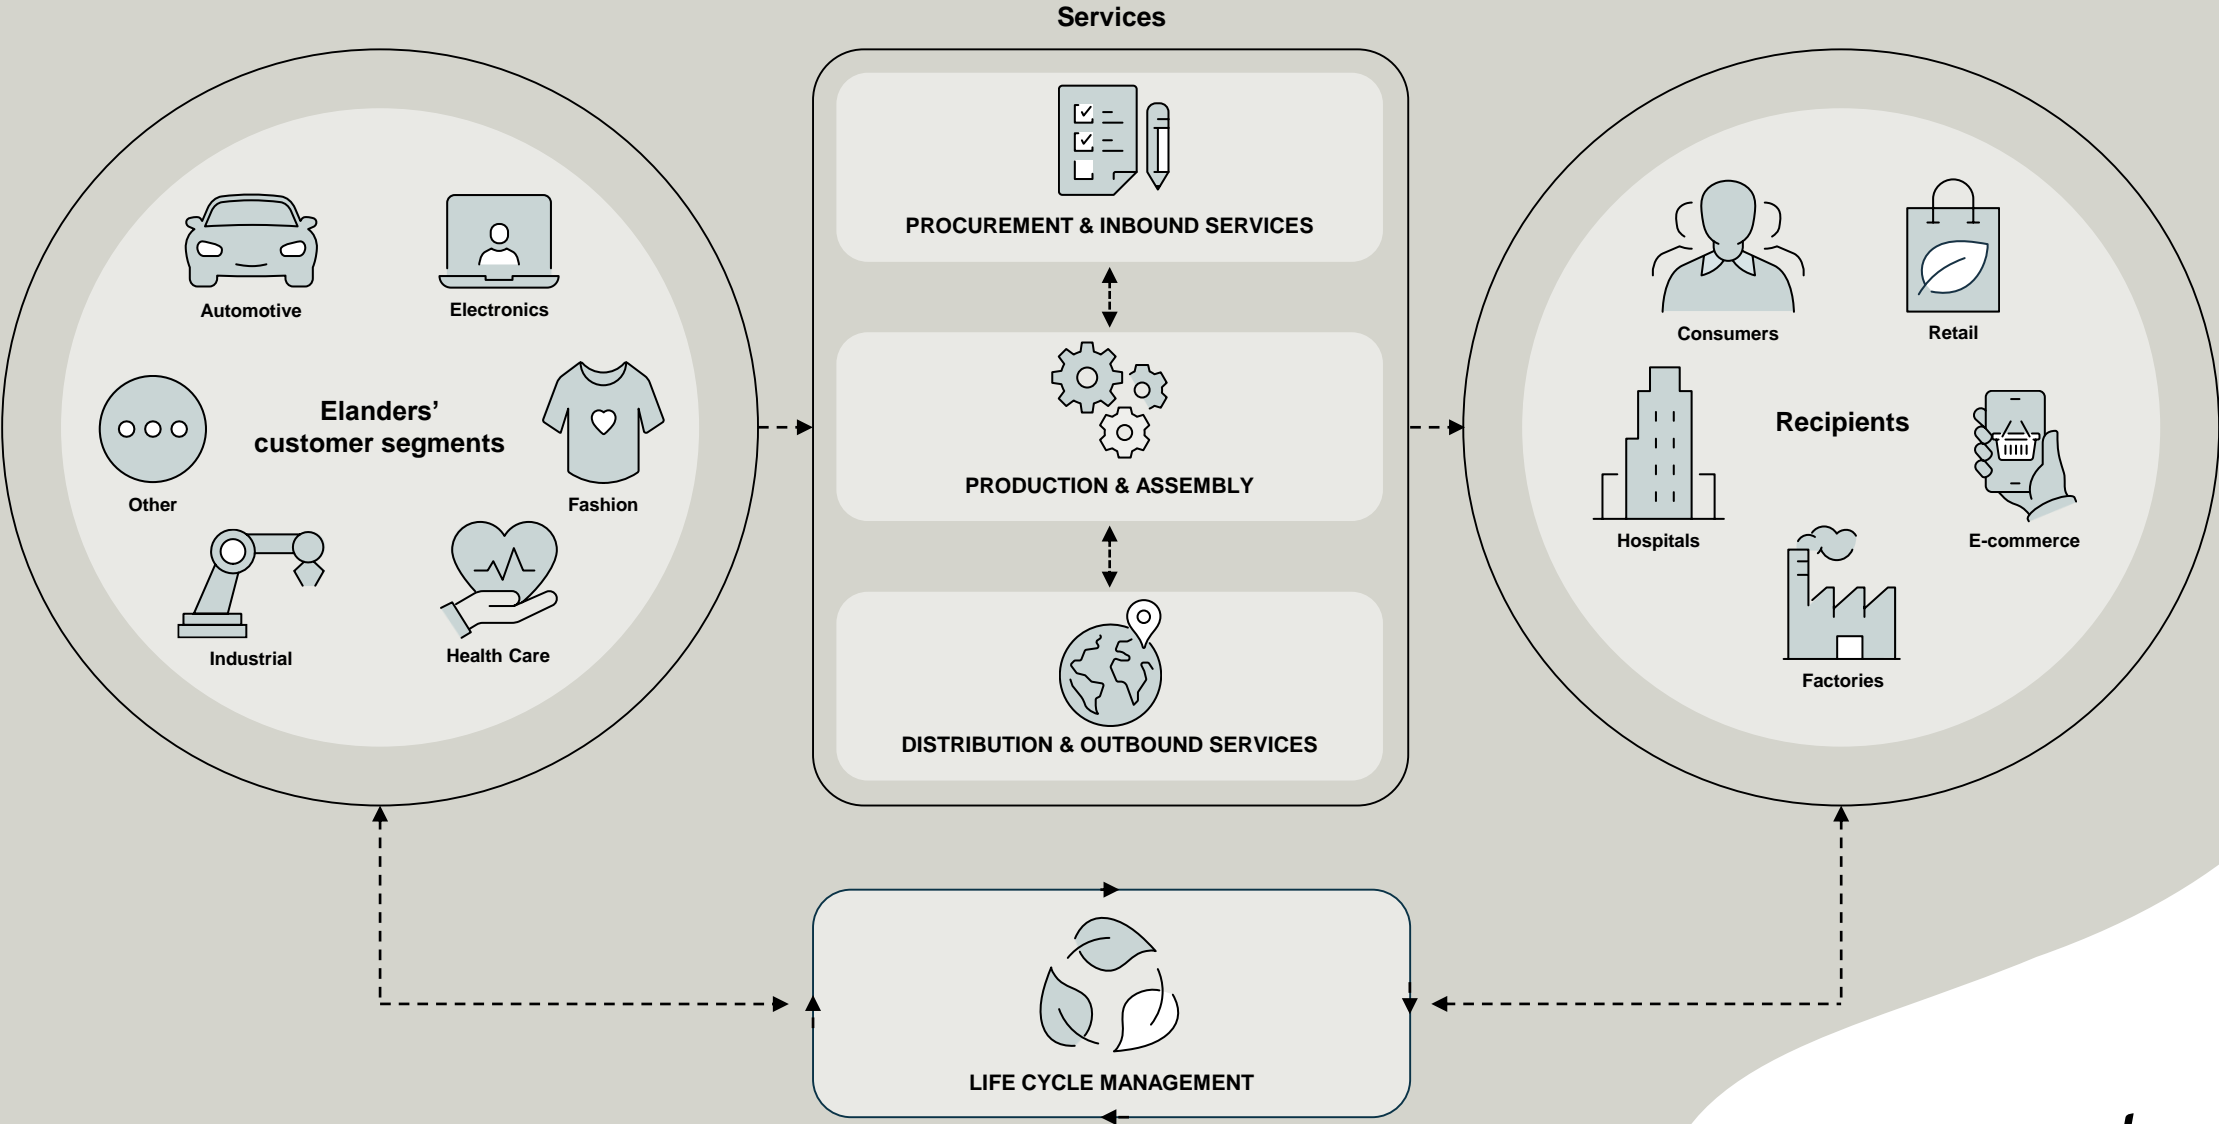 Services
Automotive
Electronics
Elanders’
customer segments
Other
Fashion
Industrial
Health Care
PROCUREMENT & INBOUND SERVICES
PRODUCTION & ASSEMBLY
DISTRIBUTION & OUTBOUND SERVICES
Consumers
Retail
Recipients
Hospitals
E-commerce
Factories
LIFE CYCLE MANAGEMENT